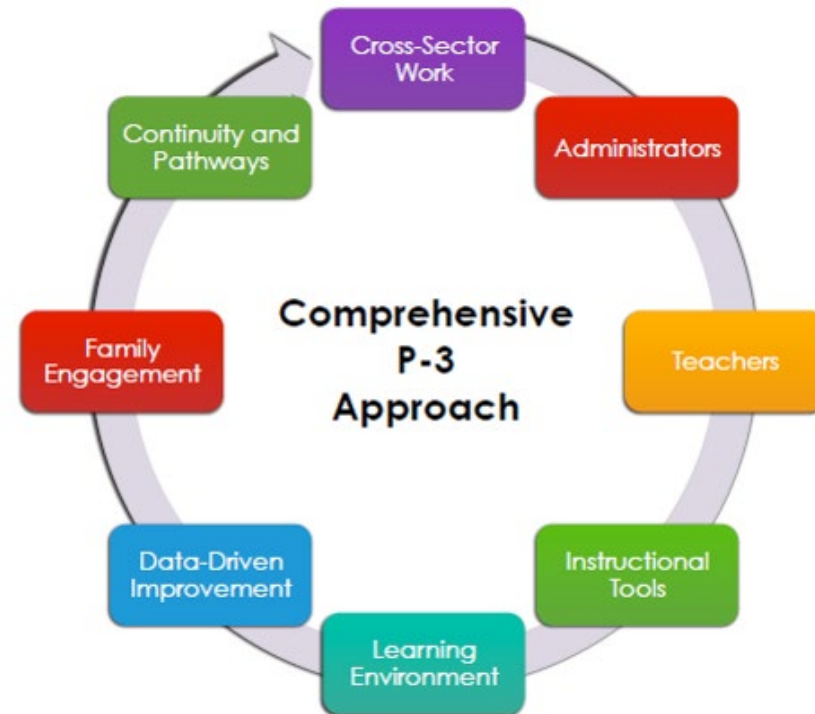 Cross-Sector
Work
Administrators
Teachers
Instructional
Tools
Learning
Environment
Data-Driven
Improvement
Family
Engagement
Continuity and
Pathways
Comprehensive
P-3
Approach